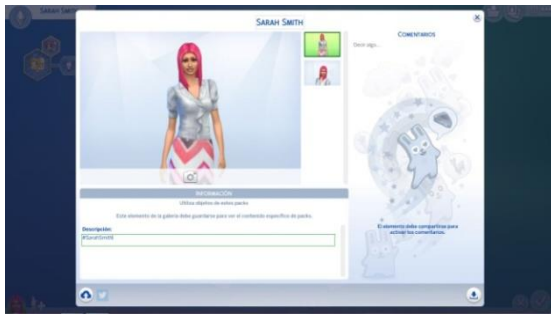 SARAH SMITH
COMENTARIOS
Decir algo...
INFORMACIÓN
Utiliza objetos de estos packs
Este elemento de la galería debe guardarse para ver el contenido específico de packs.
Descripción:
#SarahSmith
El elemento debe compartirse para
activar los comentarios.